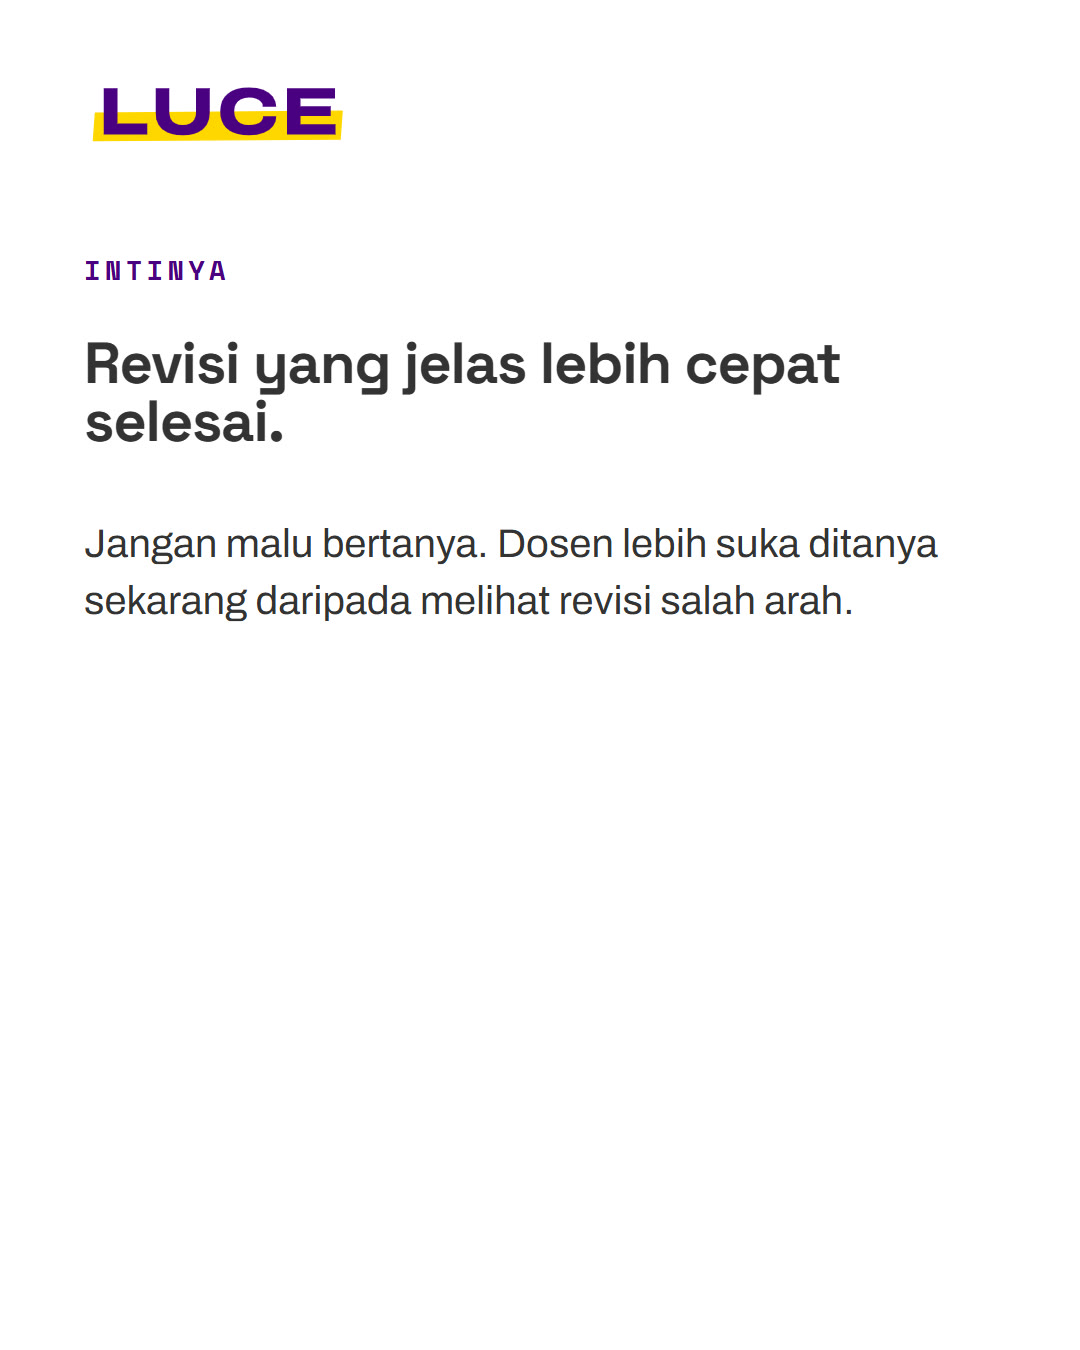 LUCE
INTINYA
Revisi yang jelas lebih cepat
selesai.
Jangan malu bertanya. Dosen lebih suka ditanya
sekarang daripada melihat revisi salah arah.